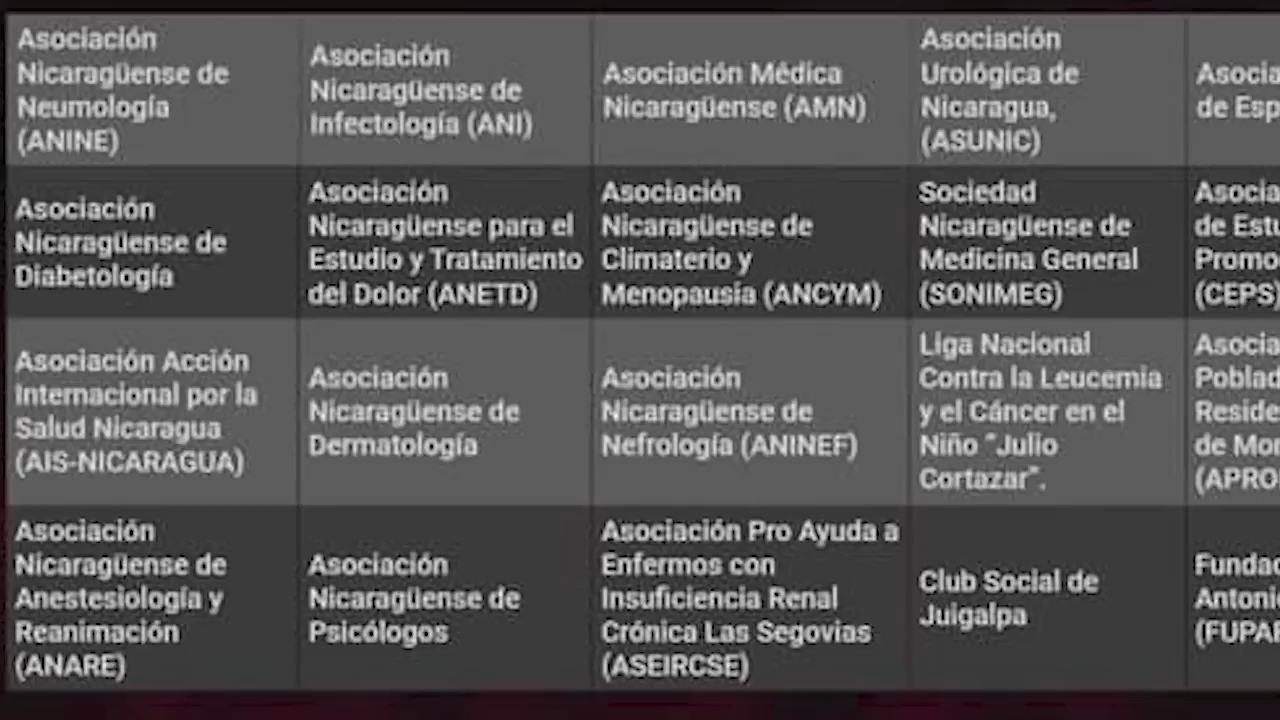 Asociación
Nicaragüense de
Neumología
(ANINE)
Asociación
Nicaragüense de
Infectología (ANI)
Asociación Médica
Nicaragüense (AMN)
Asociación
Urológica de
Nicaragua,
(ASUNIC)
de
Asociación
Nicaragüense de
Diabetología
Asociación
Nicaragüense para el
Estudio y Tratamiento
del Dolor (ANETD)
Asociación
Nicaragüense de
Climaterio y
Menopausia (ANCYM)
Sociedad
Nicaragüense de
Medicina General
(SONIMEG)
de
(CEPS)
Asociación Acción
Internacional por la
Salud Nicaragua
(AIS-NICARAGUA)
Asociación
Nicaragüense de
Dermatología
Asociación
Nicaragüense de
Nefrología (ANINEF)
Liga Nacional
Contra la Leucemia
y el Cáncer en el
Niño “Julio
Cortazar”.
de
Asociación
Nicaragüense de
Anestesiología y
Reanimación
(ANARE)
Asociación
Nicaragüense de
Psicólogos
Asociación Pro Ayuda a
Enfermos con
Insuficiencia Renal
Crónica Las Segovias
(ASEIRCSE)
Club Social de
Juigalpa